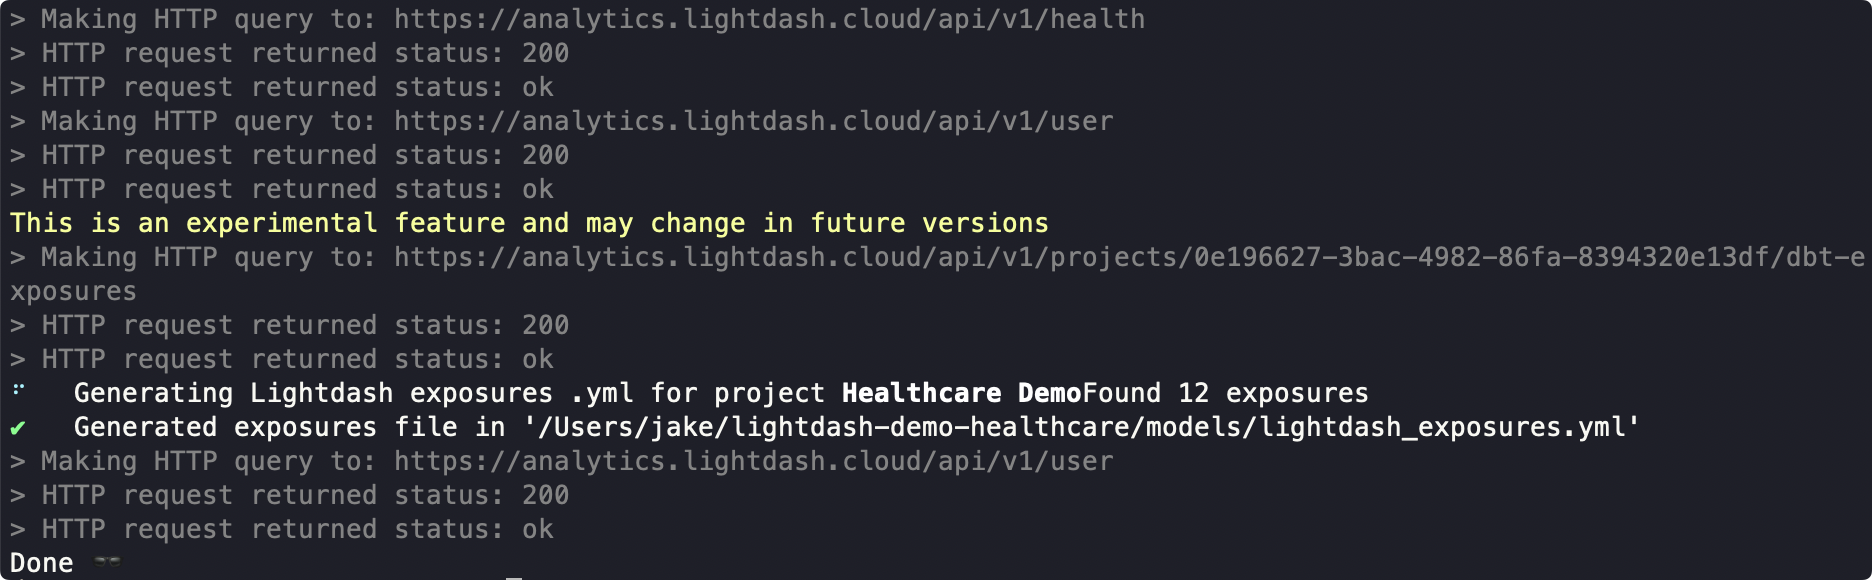 > Making HTTP query to: https://analytics.lightdash.cloud/api/v1/health
> HTTP request returned status: 200
> HTTP request returned status: ok
> Making HTTP query to: https://analytics.lightdash.cloud/api/v1/user
> HTTP request returned status: 200
> HTTP request returned status: ok
This is an experimental feature and may change in future versions
> Making HTTP query to: https://analytics.lightdash.cloud/api/v1/projects/0e196627-3bac-4982-86fa-8394320e13df/dbt-e
xposures
> HTTP request returned status: 200
> HTTP request returned status: ok
⠋ Generating Lightdash exposures .yml for project Healthcare DemoFound 12 exposures
✔ Generated exposures file in '/Users/jake/lightdash-demo-healthcare/models/lightdash_exposures.yml'
> Making HTTP query to: https://analytics.lightdash.cloud/api/v1/user
> HTTP request returned status: 200
> HTTP request returned status: ok
Done 🕶